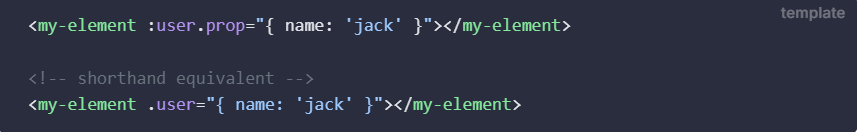 template
<my-element :user.prop="{ name: 'jack' }"></my-element>
<!-- shorthand equivalent -->
<my-element .user="{ name: 'jack' }"></my-element>